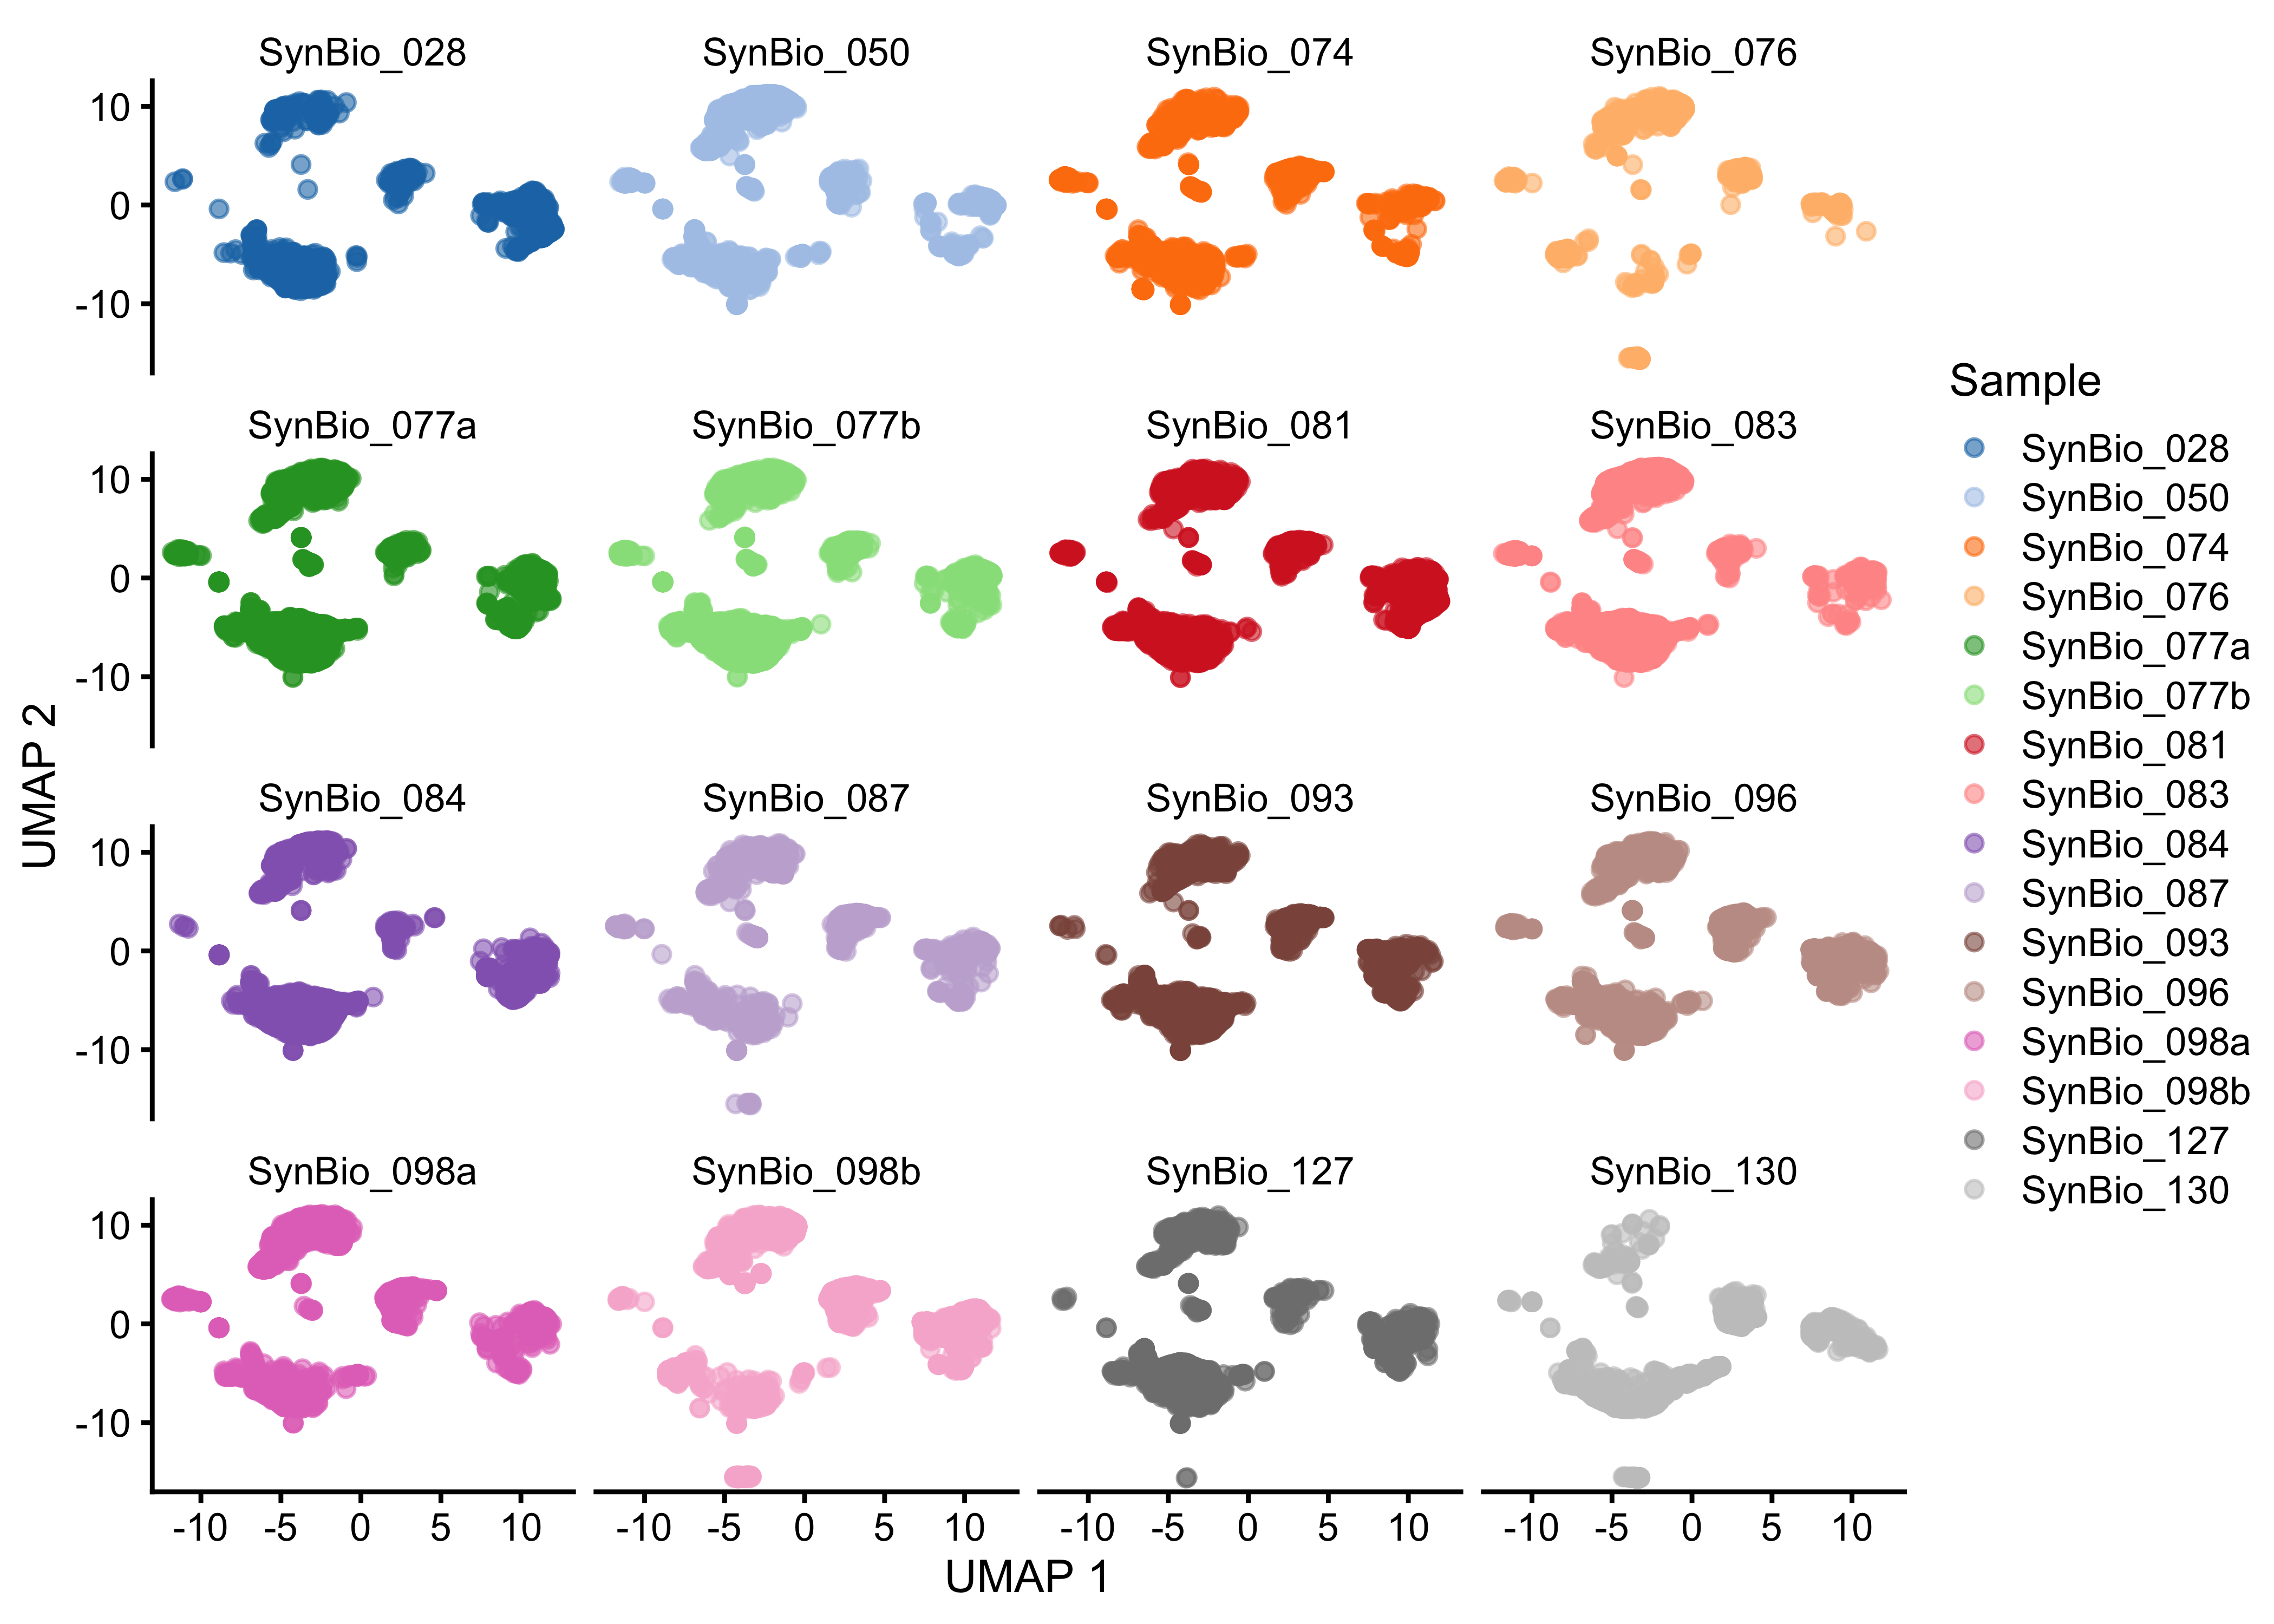 SynBio_028 SynBio_050 SynBio_074 SynBio_076
10
0
-10
SynBio_077a SynBio_077b SynBio_081 SynBio_083
10
0
-10
SynBio_084 SynBio_087 SynBio_093 SynBio_096
10
0
-10
SynBio_098a SynBio_098b SynBio_127 SynBio_130
10
0
-10
-10 -5 0 5 10 -10 -5 0 5 10 -10 -5 0 5 10 -10 -5 0 5 10
UMAP 1
UMAP 2
Sample
SynBio_028
SynBio_050
SynBio_074
SynBio_076
SynBio_077a
SynBio_077b
SynBio_081
SynBio_083
SynBio_084
SynBio_087
SynBio_093
SynBio_096
SynBio_098a
SynBio_098b
SynBio_127
SynBio_130